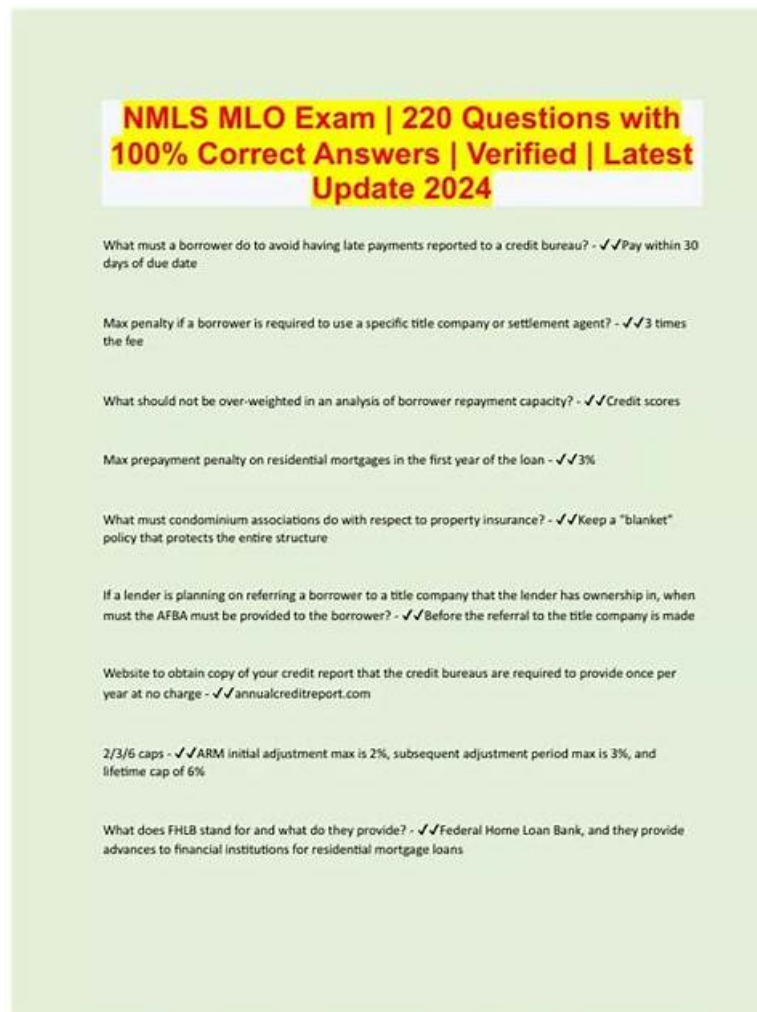 NMLS MLO Exam | 220 Questions with
100% Correct Answers | Verified | Latest
Update 2024
What must a borrower do to avoid having late payments reported to a credit bureau? - ✓✓Pay within 30
days of due date
Max penalty if a borrower is required to use a specific title company or settlement agent? - ✓✓3 times
the fee
What should not be over-weighted in an analysis of borrower repayment capacity? - ✓✓Credit scores
Max prepayment penalty on residential mortgages in the first year of the loan - ✓✓3%
What must condominium associations do with respect to property insurance? - ✓✓Keep a "blanket"
policy that protects the entire structure
If a lender is planning on referring a borrower to a title company that the lender has ownership in, when
must the AFBA must be provided to the borrower? - ✓✓Before the referral to the title company is made
Website to obtain copy of your credit report that the credit bureaus are required to provide once per
year at no charge - ✓✓annualcreditreport.com
2/3/6 caps - ✓✓ARM initial adjustment max is 2%, subsequent adjustment period max is 3%, and
lifetime cap of 6%
What does FHLB stand for and what do they provide? - ✓✓Federal Home Loan Bank, and they provide
advances to financial institutions for residential mortgage loans